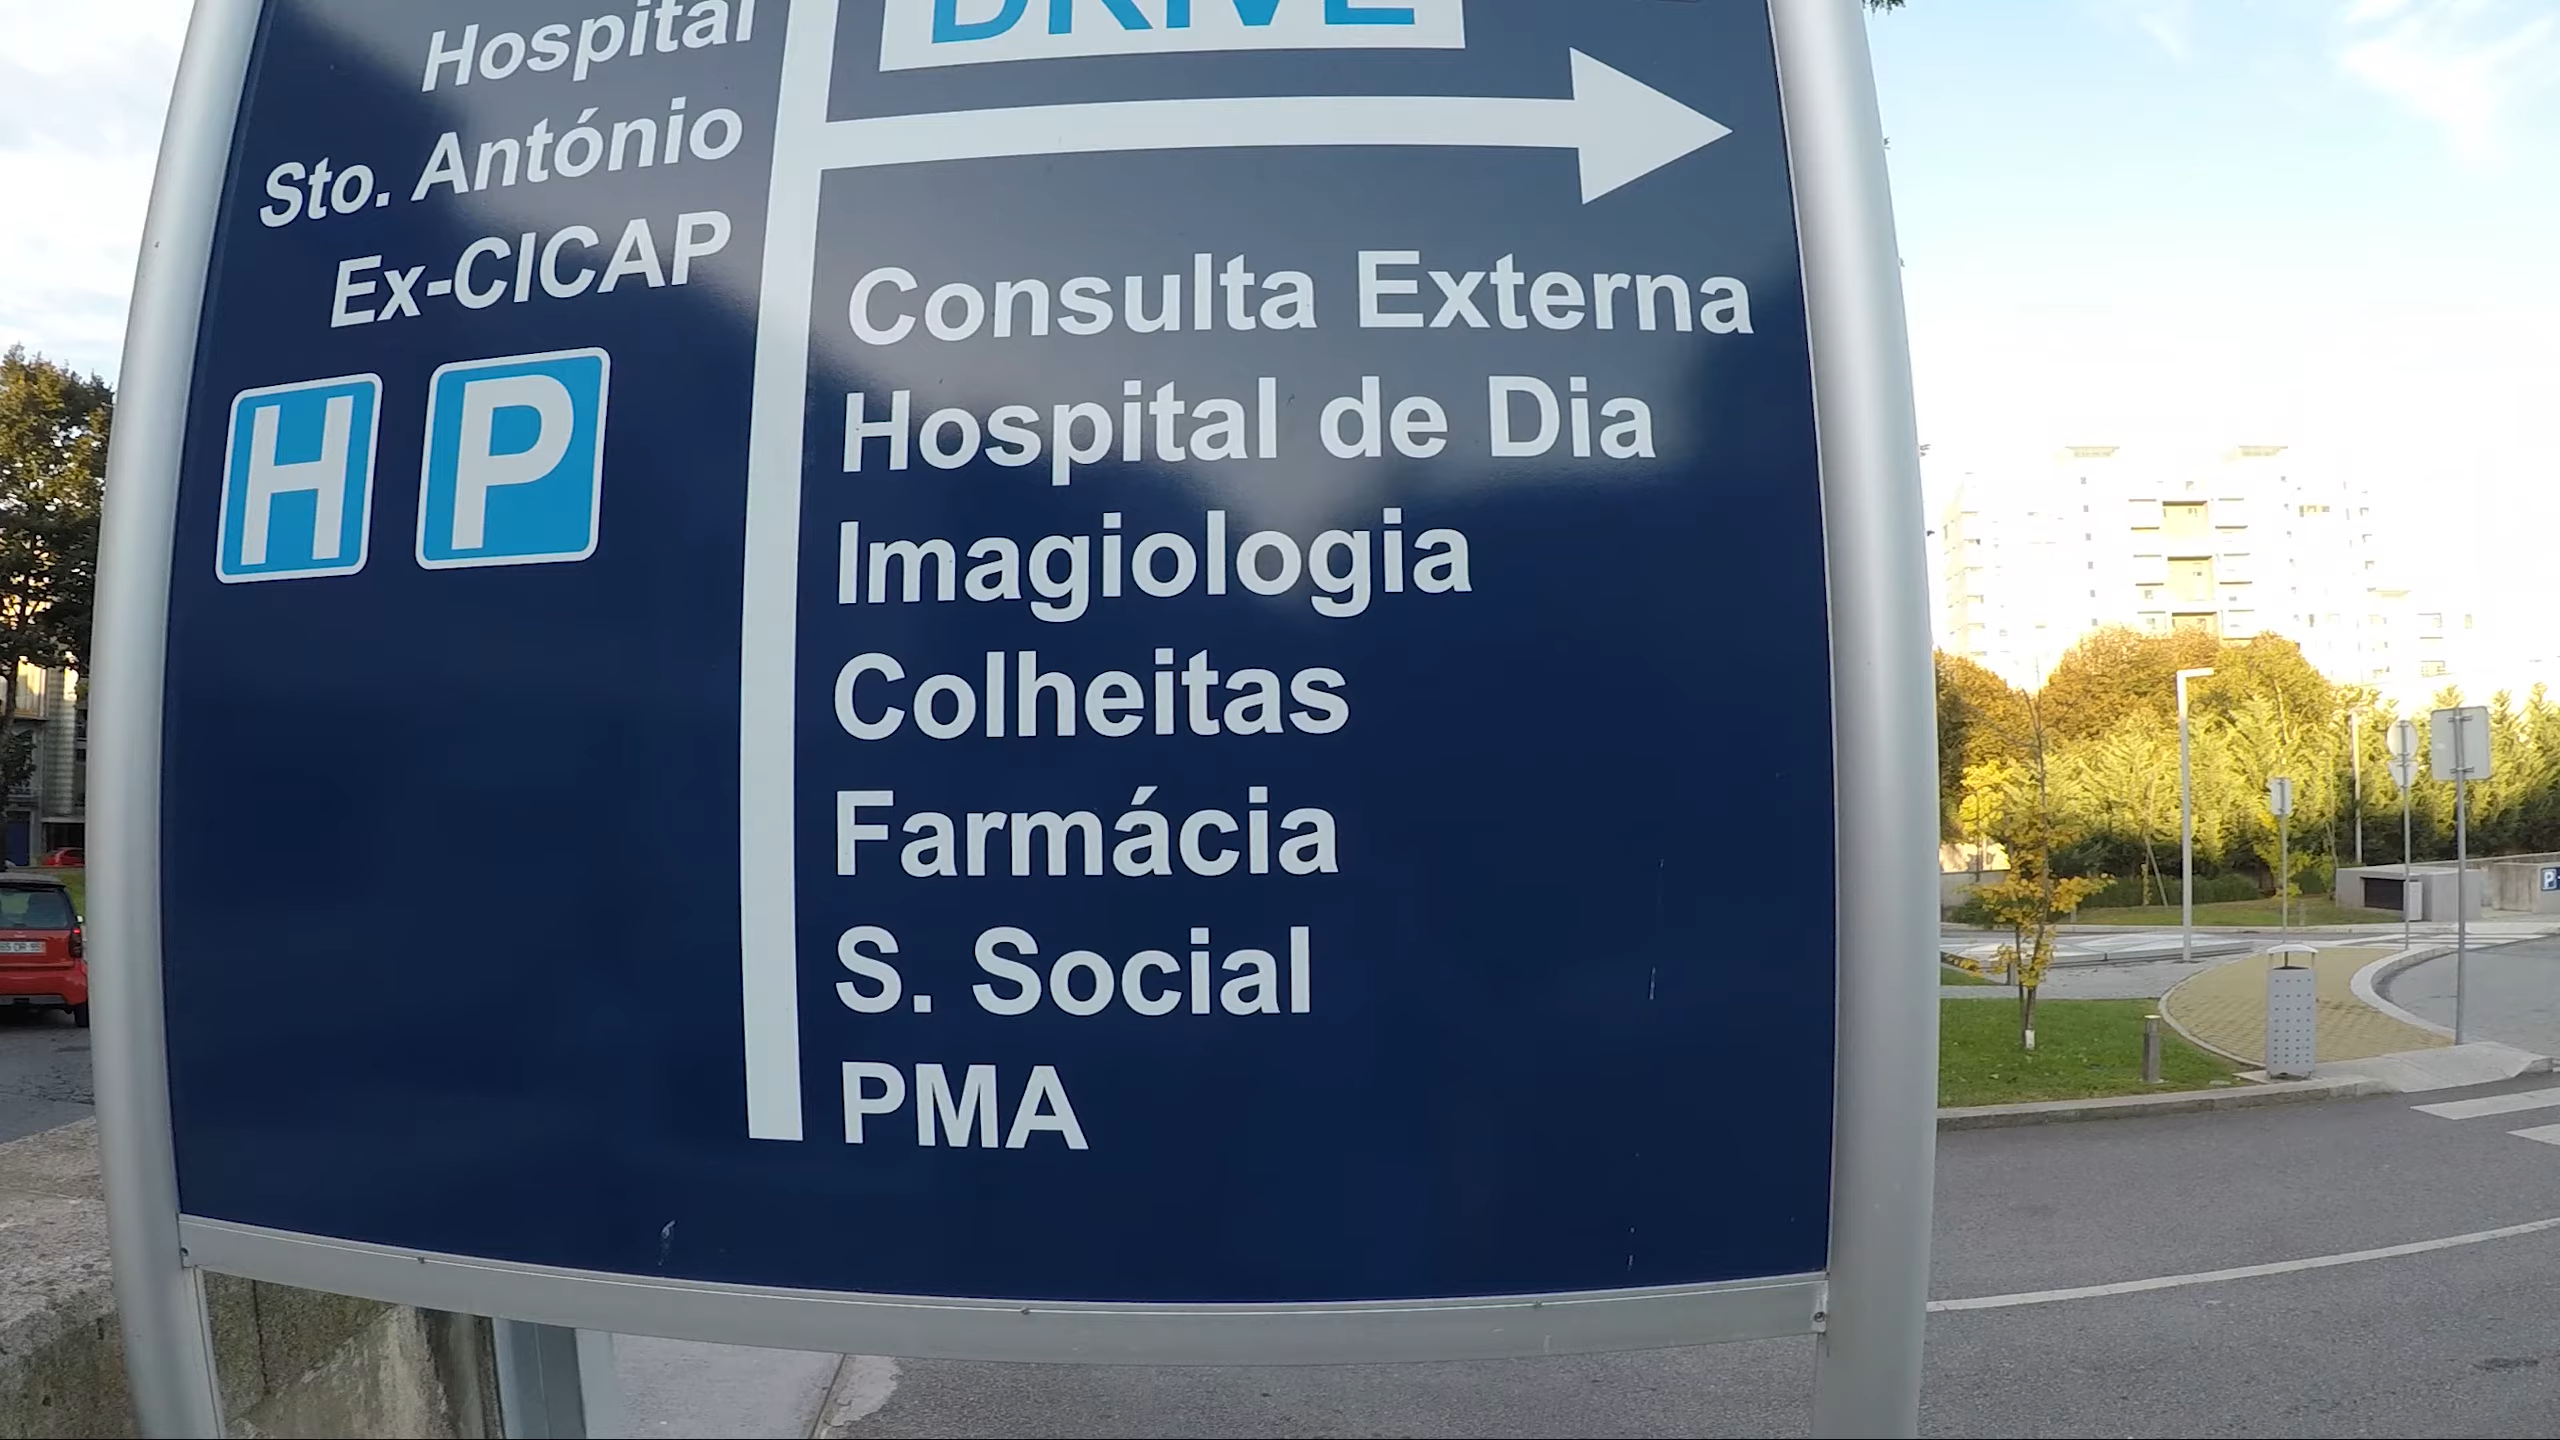 Hospital
Sto. António
Ex-CICAP
H P
DRIVE
Consulta Externa
Hospital de Dia
Imagiologia
Colheitas
Farmácia
S. Social
PMA
P